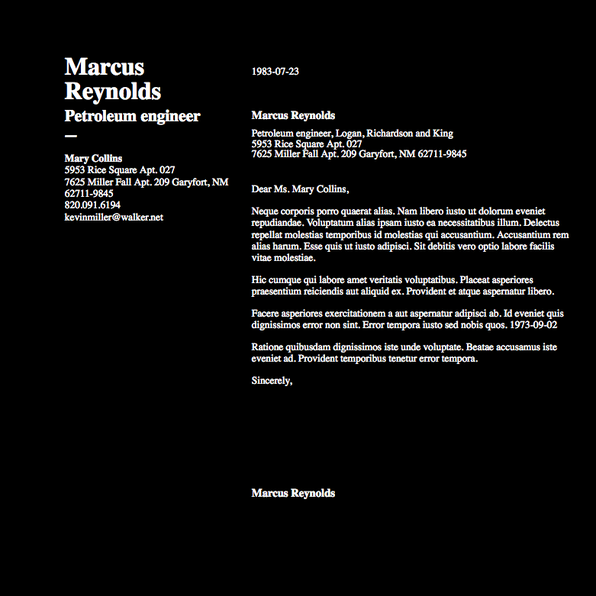 Marcus
Reynolds
Petroleum engineer
—
Mary Collins
5953 Rice Square Apt. 027
7625 Miller Fall Apt. 209 Garyfort, NM
62711-9845
820.091.6194
kevinmiller@walker.net
1983-07-23
Marcus Reynolds
Petroleum engineer, Logan, Richardson and King
5953 Rice Square Apt. 027
7625 Miller Fall Apt. 209 Garyfort, NM 62711-9845
Dear Ms. Mary Collins,
Neque corporis porro quaerat alias. Nam libero iusto ut dolorum eveniet
repudiandae. Voluptatum alias ipsam iusto ea necessitatibus illum. Delectus
repellat molestias temporibus id molestias qui accusantium. Accusantium rem
alias harum. Esse quis ut iusto adipisci. Sit debitis vero optio labore facilis
vitae molestiae.
Hic cumque qui labore amet veritatis voluptatibus. Placeat asperiores
praesentium reiciendis aut aliquid ex. Provident et atque aspernatur libero.
Facere asperiores exercitationem a aut aspernatur adipisci ab. Id eveniet quis
dignissimos error non sint. Error tempora iusto sed nobis quos. 1973-09-02
Ratione quibusdam dignissimos iste unde voluptate. Beatae accusamus iste
eveniet ad. Provident temporibus tenetur error tempora.
Sincerely,
Marcus Reynolds